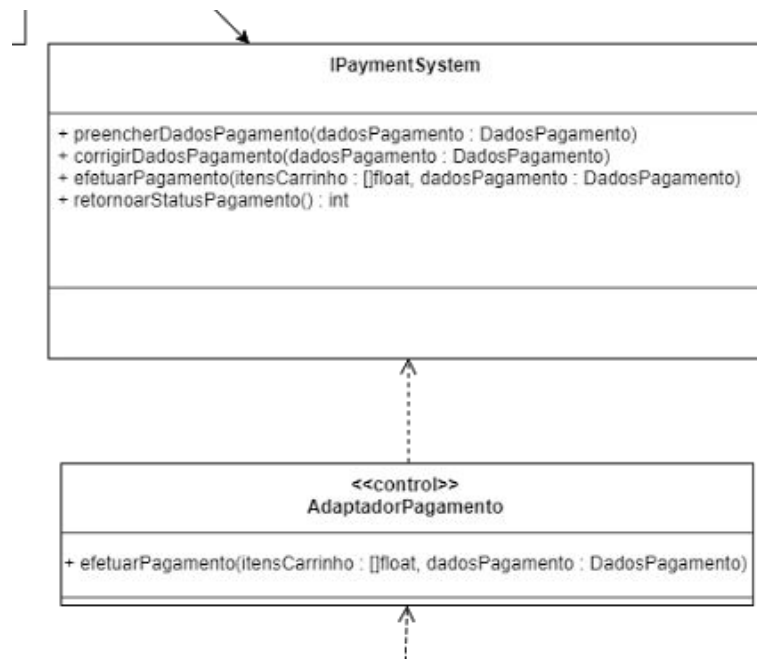 IPaymentSystem
+ preencherDadosPagamento(dadosPagamento : DadosPagamento)
+ corrigirDadosPagamento(dadosPagamento : DadosPagamento)
+ efetuarPagamento(itensCarrinho : []float, dadosPagamento : DadosPagamento)
+ retornoarStatusPagamento() : int
<<control>>
AdaptadorPagamento
+ efetuarPagamento(itensCarrinho : []float, dadosPagamento : DadosPagamento)